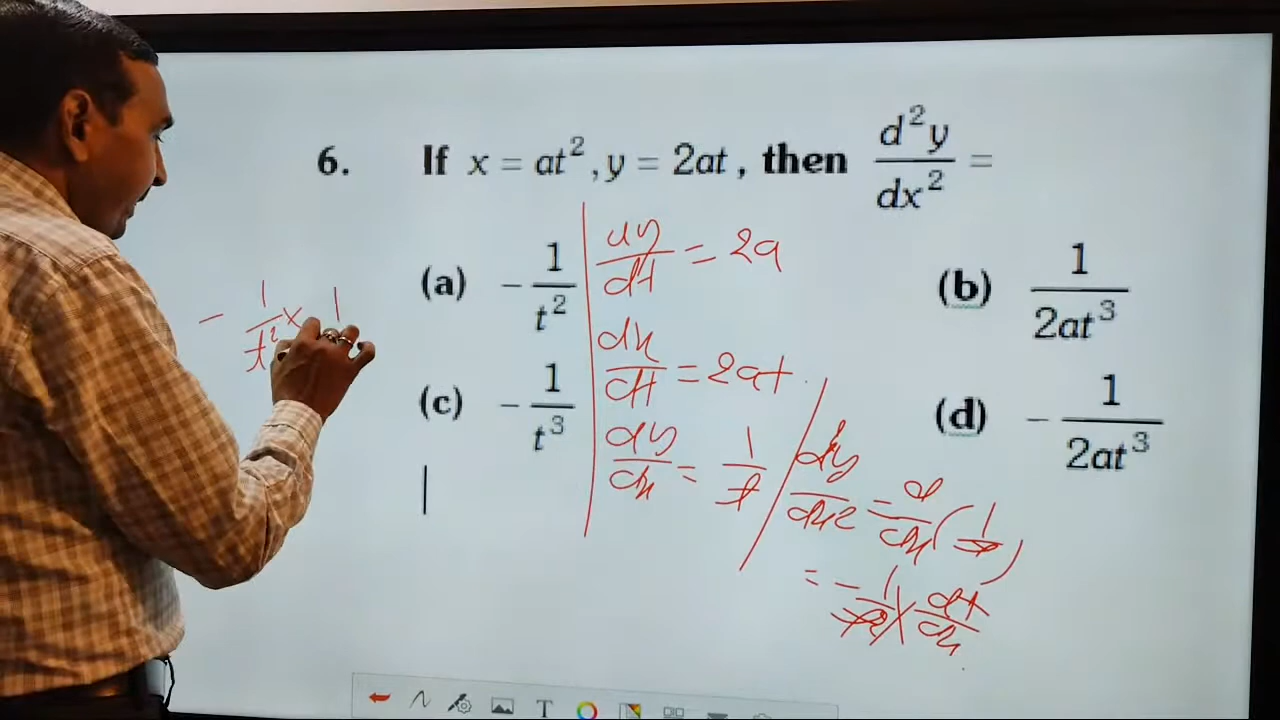 6. If x = at², y = 2at, then d²y/dx² =
(a) - 1/t²
(b) 1/2at³
(c) - 1/t³
(d) - 1/2at³
dy/dt = 2a
dx/dt = 2at
dy/dx = 1/t
d²y/dx² = d/dx (1/t)
= - 1/t² × dt/dx
- 1/t² × 1
T